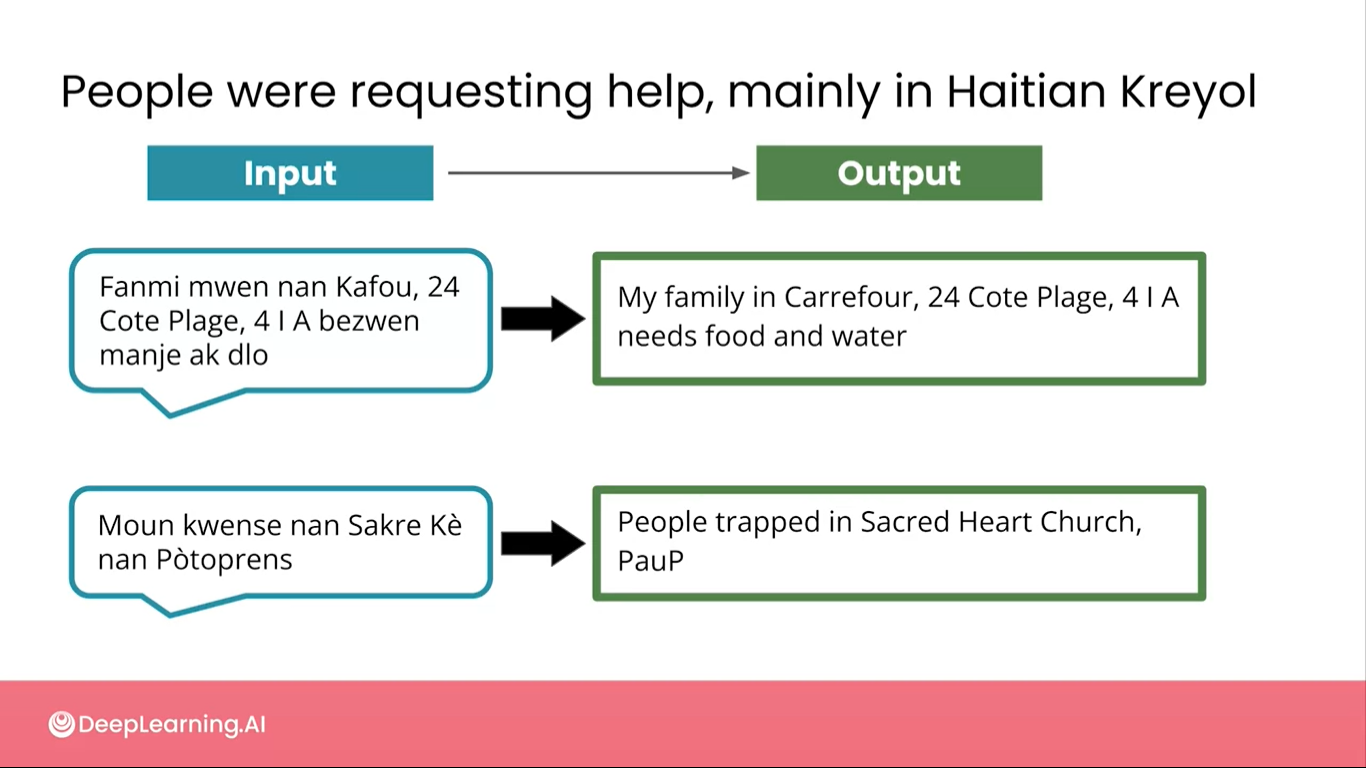 People were requesting help, mainly in Haitian Kreyol
Input
Output
Fanmi mwen nan Kafou, 24
Cote Plage, 4 I A bezwen
manje ak dlo
My family in Carrefour, 24 Cote Plage, 4 I A
needs food and water
Moun kwense nan Sakre Kè
nan Pòtoprens
People trapped in Sacred Heart Church,
PauP
DeepLearning.AI